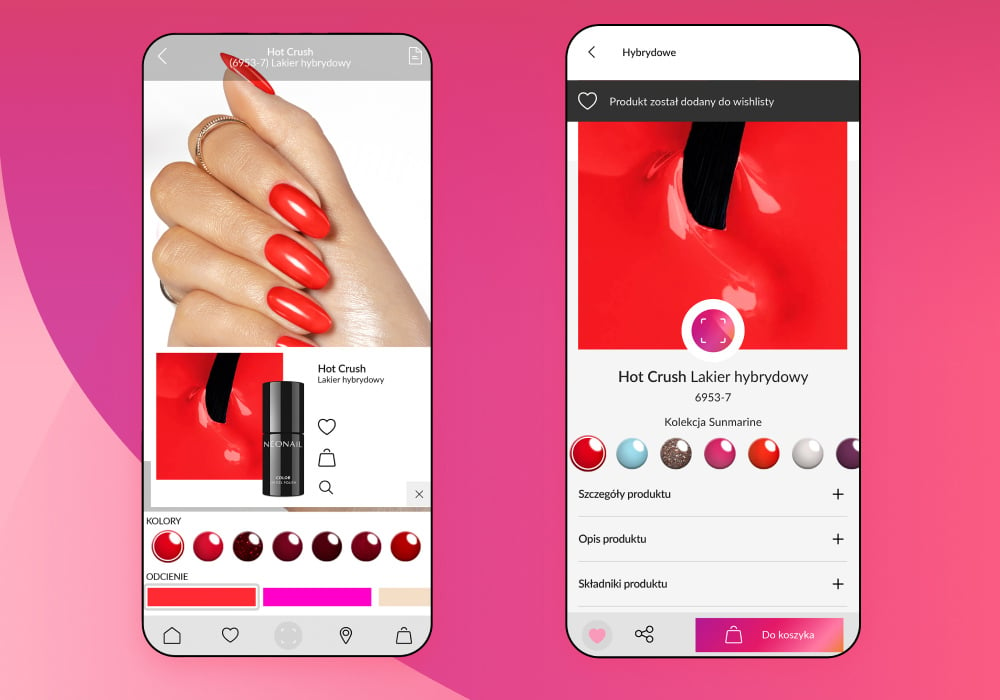 Hot Crush
(6953-7) Lakier hybrydowy
Hot Crush
Lakier hybrydowy
NEONAIL
COLOR
KOLORY
ODCIENIE
Hybrydowe
Produkt został dodany do wishlisty
Hot Crush Lakier hybrydowy
6953-7
Kolekcja Sunmarine
Szczegóły produktu
Opis produktu
Składniki produktu
Do koszyka